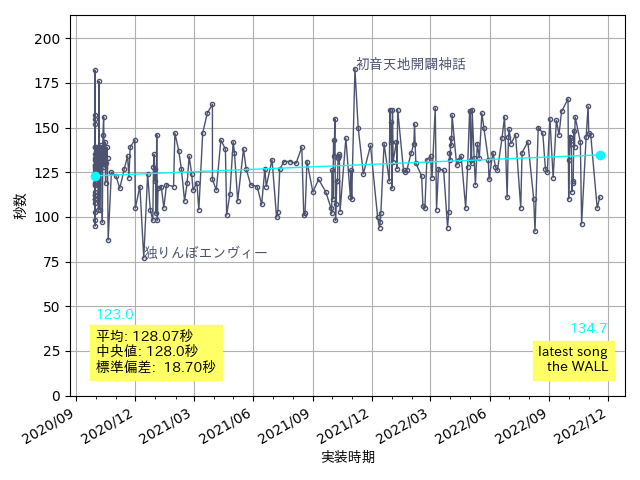 200
175
150
125
100
75
50
25
0
秒数
初音天地開闢神話
独りんぼエンヴィー
123.0
平均: 128.07秒
中央値: 128.0秒
標準偏差: 18.70秒
134.7
latest song
the WALL
2020/09
2020/12
2021/03
2021/06
2021/09
2021/12
2022/03
2022/06
2022/09
2022/12
実装時期